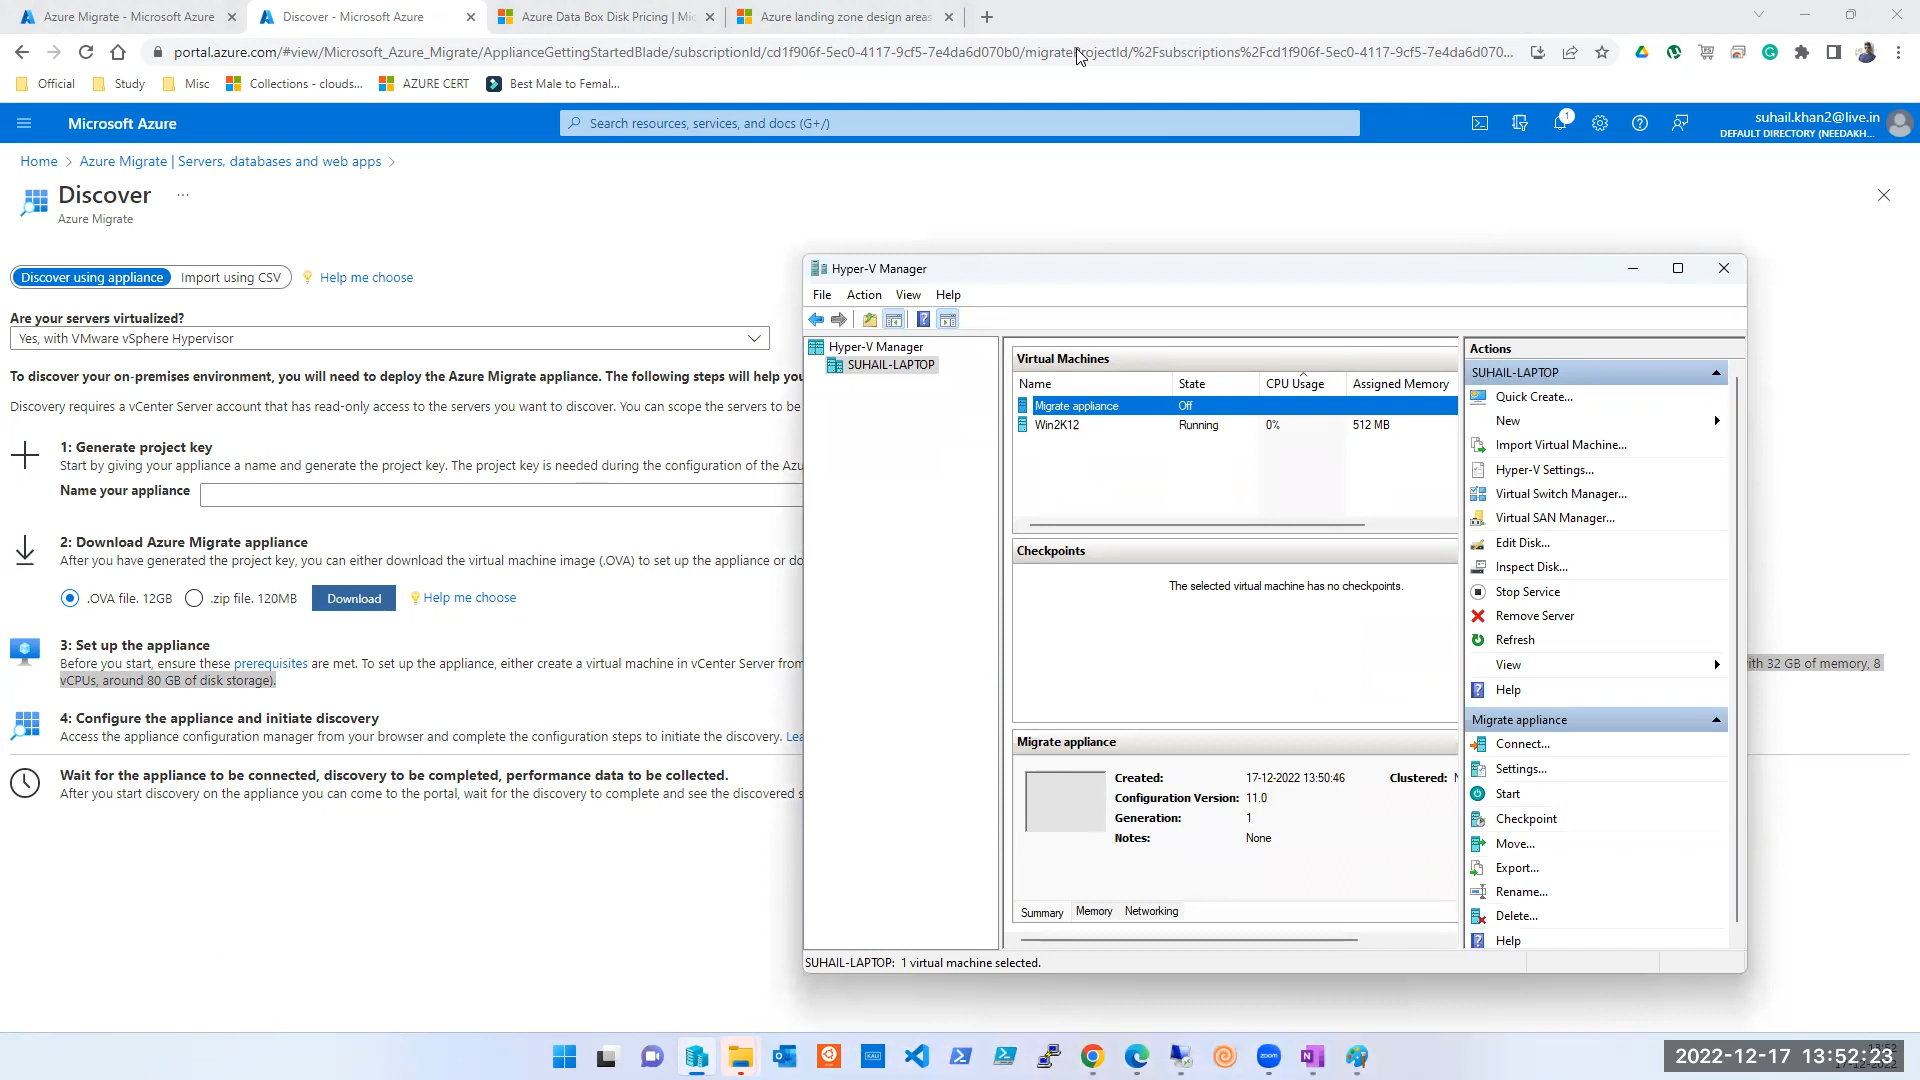 Azure Migrate - Microsoft Azure
Discover - Microsoft Azure
Azure Data Box Disk Pricing | Mic
Azure landing zone design areas
portal.azure.com/#view/Microsoft_Azure_Migrate/ApplianceGettingStartedBlade/subscriptionId/cd1f906f-5ec0-4117-9cf5-7e4da6d070b0/migrateProjectId/%2Fsubscriptions%2Fcd1f906f-5ec0-4117-9cf5-7e4da6d070...
Official
Study
Misc
Collections - clouds...
AZURE CERT
Best Male to Femal...
Microsoft Azure
Search resources, services, and docs (G+/)
1
suhail.khan2@live.in
DEFAULT DIRECTORY (NEEDAKH...
Home > Azure Migrate | Servers, databases and web apps >
Discover ...
Azure Migrate
Discover using appliance
Import using CSV
Help me choose
Are your servers virtualized?
Yes, with VMware vSphere Hypervisor
To discover your on-premises environment, you will need to deploy the Azure Migrate appliance. The following steps will help you
Discovery requires a vCenter Server account that has read-only access to the servers you want to discover. You can scope the servers to be
1: Generate project key
Start by giving your appliance a name and generate the project key. The project key is needed during the configuration of the Azu
Name your appliance
2: Download Azure Migrate appliance
After you have generated the project key, you can either download the virtual machine image (.OVA) to set up the appliance or do
.OVA file. 12GB
.zip file. 120MB
Download
Help me choose
3: Set up the appliance
Before you start, ensure these prerequisites are met. To set up the appliance, either create a virtual machine in vCenter Server from
ith 32 GB of memory, 8
vCPUs, around 80 GB of disk storage).
4: Configure the appliance and initiate discovery
Access the appliance configuration manager from your browser and complete the configuration steps to initiate the discovery. Lea
Wait for the appliance to be connected, discovery to be completed, performance data to be collected.
After you start discovery on the appliance you can come to the portal, wait for the discovery to complete and see the discovered s
Hyper-V Manager
File Action View Help
Hyper-V Manager
SUHAIL-LAPTOP
Virtual Machines
Name State CPU Usage Assigned Memory
Migrate appliance Off
Win2K12 Running 0% 512 MB
Checkpoints
The selected virtual machine has no checkpoints.
Migrate appliance
Created: 17-12-2022 13:50:46 Clustered: N
Configuration Version: 11.0
Generation: 1
Notes: None
Summary Memory Networking
Actions
SUHAIL-LAPTOP
Quick Create...
New
Import Virtual Machine...
Hyper-V Settings...
Virtual Switch Manager...
Virtual SAN Manager...
Edit Disk...
Inspect Disk...
Stop Service
Remove Server
Refresh
View
Help
Migrate appliance
Connect...
Settings...
Start
Checkpoint
Move...
Export...
Rename...
Delete...
Help
SUHAIL-LAPTOP: 1 virtual machine selected.
zoom
2022-12-17 13:52:23